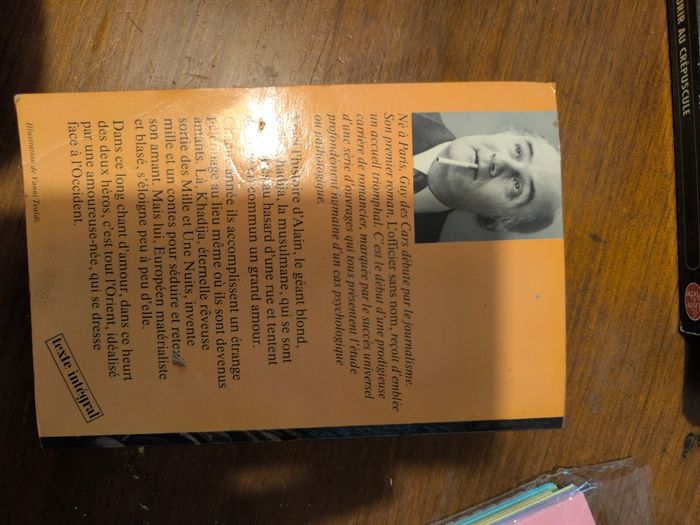 Né à Paris, Guy des Cars débute par le journalisme.
Son premier roman, L'officier sans nom, reçoit d'emblée
un accueil triomphal. C'est le début d'une prodigieuse
carrière de romancier, marquée par le succès universel
d'une série d'ouvrages qui tous présentent l'étude
profondément humaine d'un cas psychologique
ou pathologique.
l'histoire d'Alain, le géant blond,
la musulmane, qui se sont
au hasard d'une rue et tentent
commun un grand amour.
année ils accomplissent un étrange
au lieu même où ils sont devenus
amants. Là, Khadija, éternelle rêveuse
sortie des Mille et Une Nuits, invente
mille et un contes pour séduire et
son amant. Mais lui, Européen matérialiste
et blasé, s'éloigne peu à peu d'elle.
Dans ce long chant d'amour, dans ce heurt
des deux héros, c'est tout l'Orient, idéalisé
par une amoureuse-née, qui se dresse
face à l'Occident.
texte intégral
Illustration de Vanni Tealdi.
OURIR AU CRÉPUSCULE